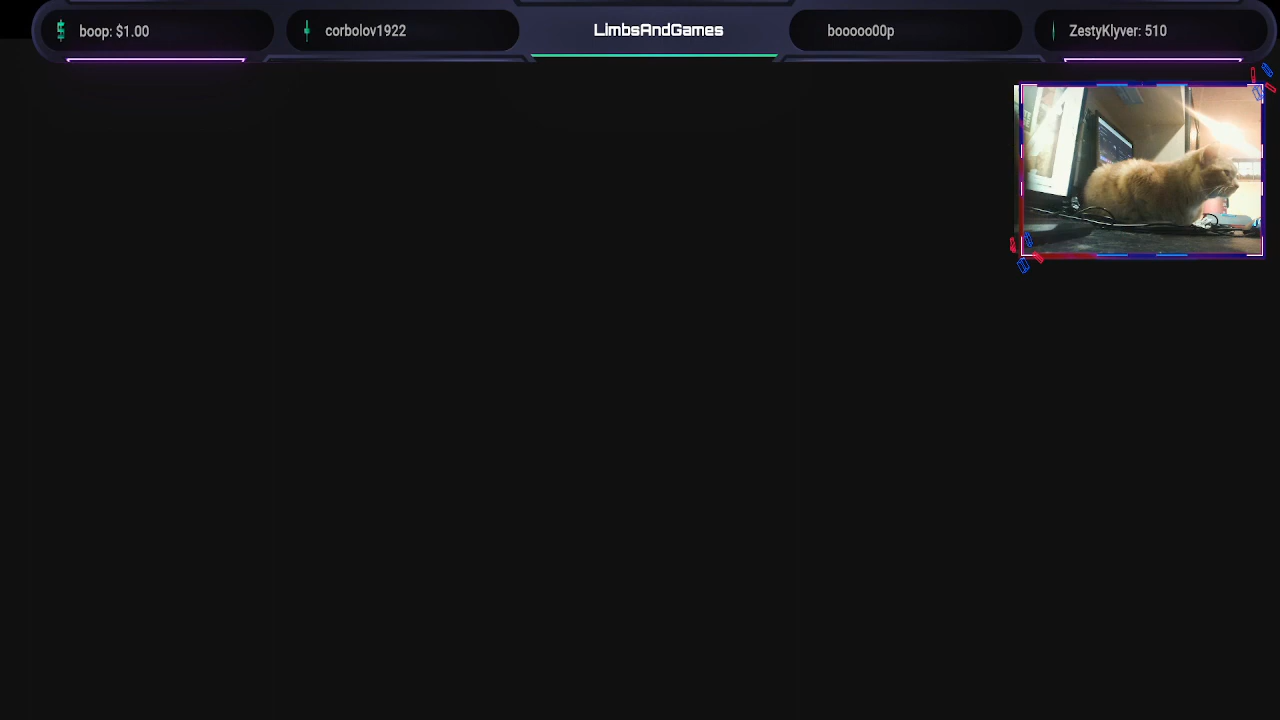 boop: $1.00
corbolov1922
LimbsAndGames
booooo00p
ZestyKlyver: 510